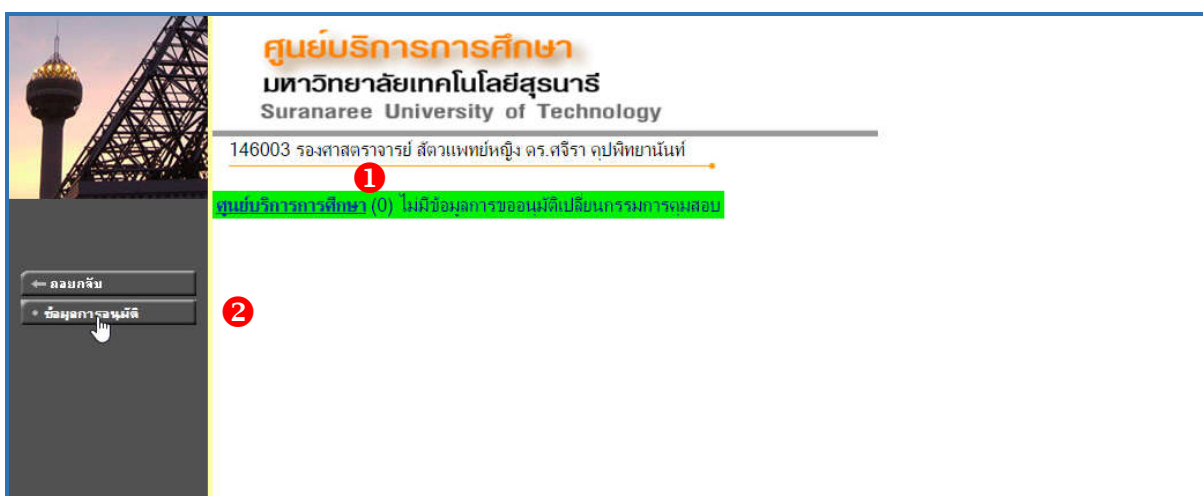 ศูนย์บริการการศึกษา
มหาวิทยาลัยเทคโนโลยีสุรนารี
Suranaree University of Technology
146003 รองศาสตราจารย์ สัตวแพทย์หญิง ดร.ศจีรา คุปพิทยานันท์
1
ศูนย์บริการการศึกษา (0) ไม่มีข้อมูลการขออนุมัติเปลี่ยนกรรมการคุมสอบ
ถอยกลับ
ข้อมูลการอนุมัติ
2